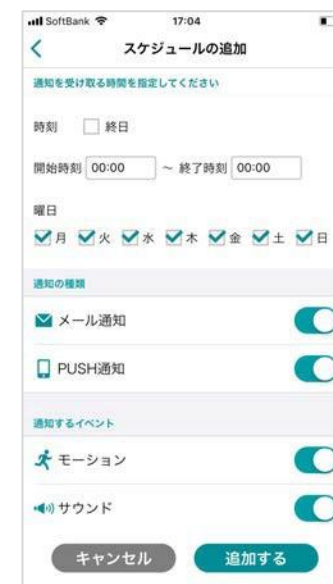 SoftBank 17:04
スケジュールの追加
通知を受け取る時間を指定してください
時刻 終日
開始時刻 00:00 ～ 終了時刻 00:00
曜日
月 火 水 木 金 土 日
通知の種類
メール通知
PUSH通知
通知するイベント
モーション
サウンド
キャンセル 追加する